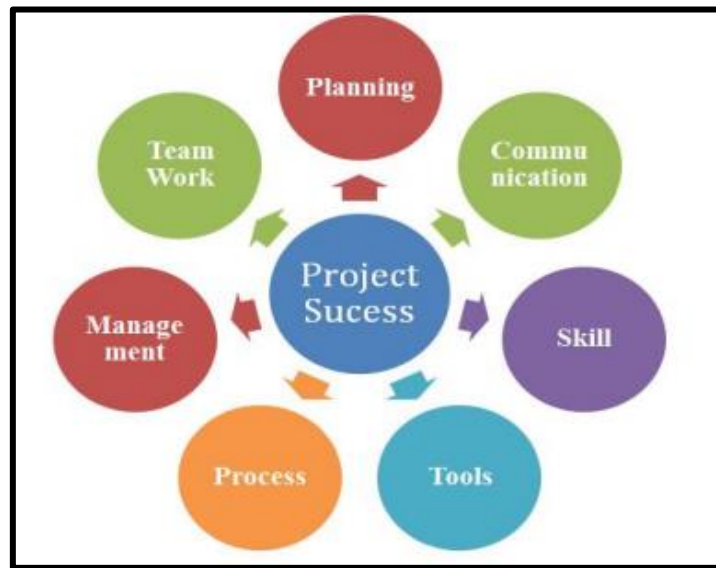 Planning
Team
Work
Commu
nication
Project
Sucess
Manage
ment
Skill
Process
Tools